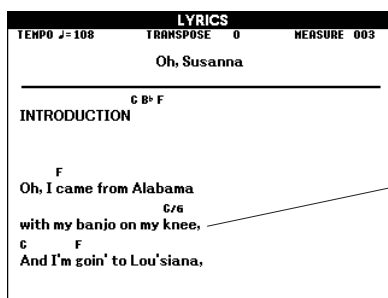 LYRICS
TEMPO ♩=108 TRANSPOSE 0 MEASURE 003
Oh, Susanna
C B♭ F
INTRODUCTION
F
Oh, I came from Alabama
C/G
with my banjo on my knee,
C F
And I'm goin' to Lou'siana,